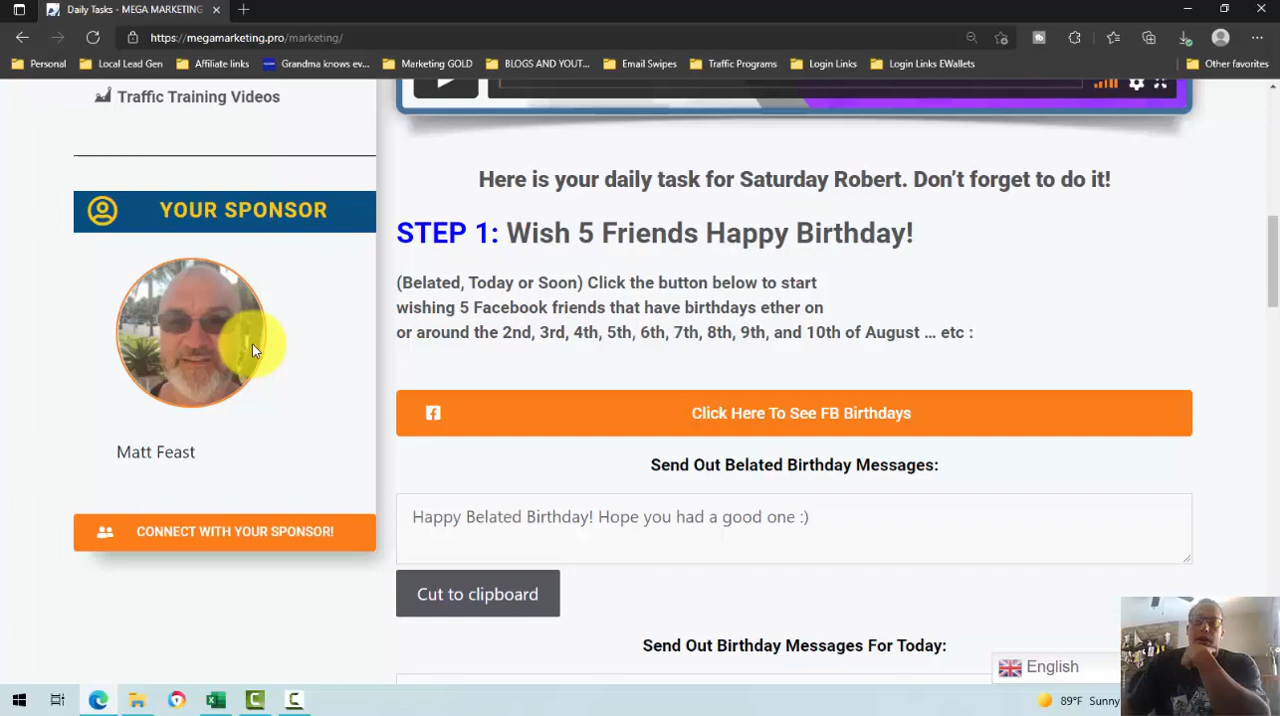 Daily Tasks - MEGA MARKETING
https://megamarketing.pro/marketing/
Personal
Local Lead Gen
Affiliate links
Grandma knows ev...
Marketing GOLD
BLOGS AND YOUT...
Email Swipes
Traffic Programs
Login Links
Login Links EWallets
Other favorites
Traffic Training Videos
YOUR SPONSOR
Matt Feast
CONNECT WITH YOUR SPONSOR!
Here is your daily task for Saturday Robert. Don't forget to do it!
STEP 1: Wish 5 Friends Happy Birthday!
(Belated, Today or Soon) Click the button below to start
wishing 5 Facebook friends that have birthdays ether on
or around the 2nd, 3rd, 4th, 5th, 6th, 7th, 8th, 9th, and 10th of August ... etc :
Click Here To See FB Birthdays
Send Out Belated Birthday Messages:
Happy Belated Birthday! Hope you had a good one :)
Cut to clipboard
Send Out Birthday Messages For Today:
English
89°F Sunny